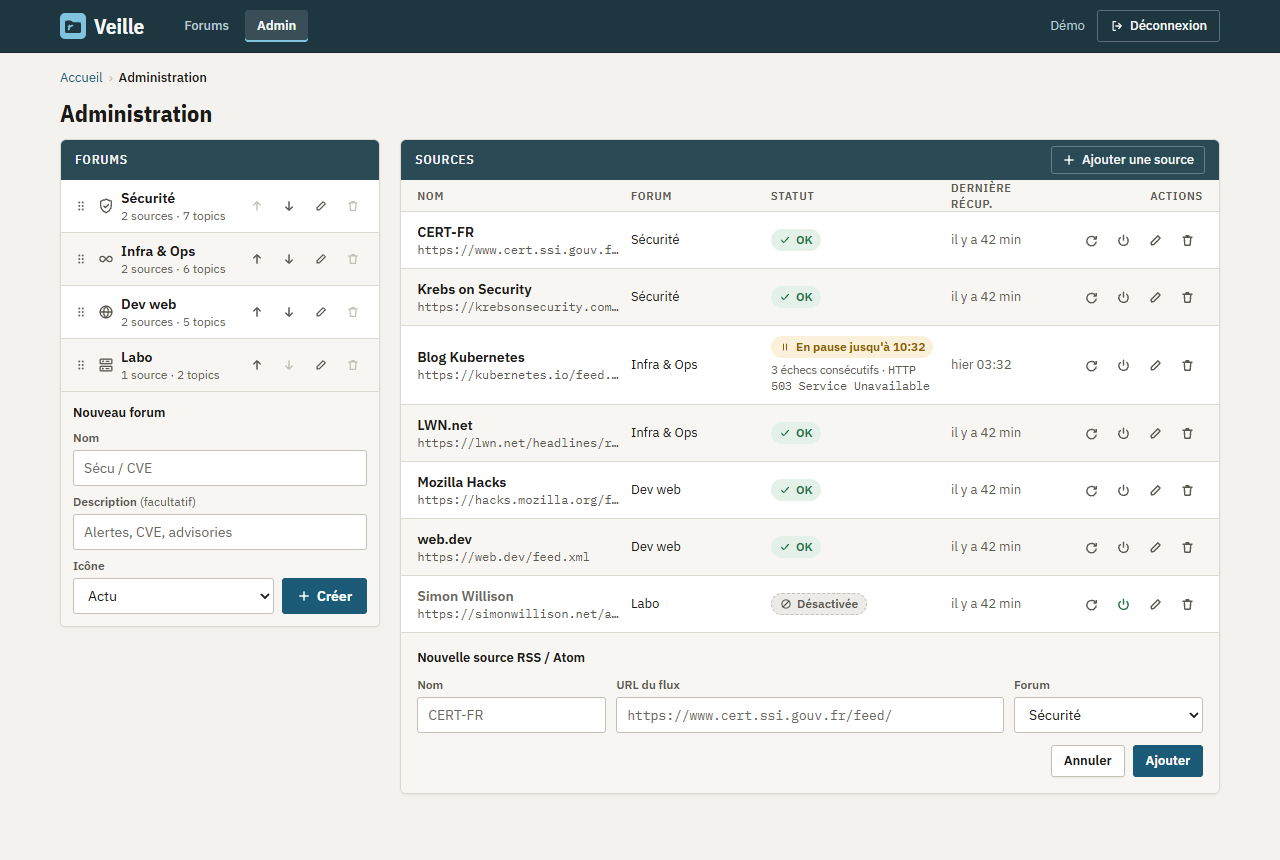 Veille
Forums
Admin
Démo
Déconnexion
Accueil › Administration
Administration
FORUMS
Sécurité
2 sources · 7 topics
Infra & Ops
2 sources · 6 topics
Dev web
2 sources · 5 topics
Labo
1 source · 2 topics
Nouveau forum
Nom
Sécu / CVE
Description (facultatif)
Alertes, CVE, advisories
Icône
Actu
Créer
SOURCES
Ajouter une source
NOM
FORUM
STATUT
DERNIÈRE
RÉCUP.
ACTIONS
CERT-FR
https://www.cert.ssi.gouv.f…
Sécurité
OK
il y a 42 min
Krebs on Security
https://krebsonsecurity.com…
Sécurité
OK
il y a 42 min
Blog Kubernetes
https://kubernetes.io/feed.…
Infra & Ops
En pause jusqu'à 10:32
3 échecs consécutifs · HTTP
503 Service Unavailable
hier 03:32
LWN.net
https://lwn.net/headlines/r…
Infra & Ops
OK
il y a 42 min
Mozilla Hacks
https://hacks.mozilla.org/f…
Dev web
OK
il y a 42 min
web.dev
https://web.dev/feed.xml
Dev web
OK
il y a 42 min
Simon Willison
https://simonwillison.net/a…
Labo
Désactivée
il y a 42 min
Nouvelle source RSS / Atom
Nom
CERT-FR
URL du flux
https://www.cert.ssi.gouv.fr/feed/
Forum
Sécurité
Annuler
Ajouter